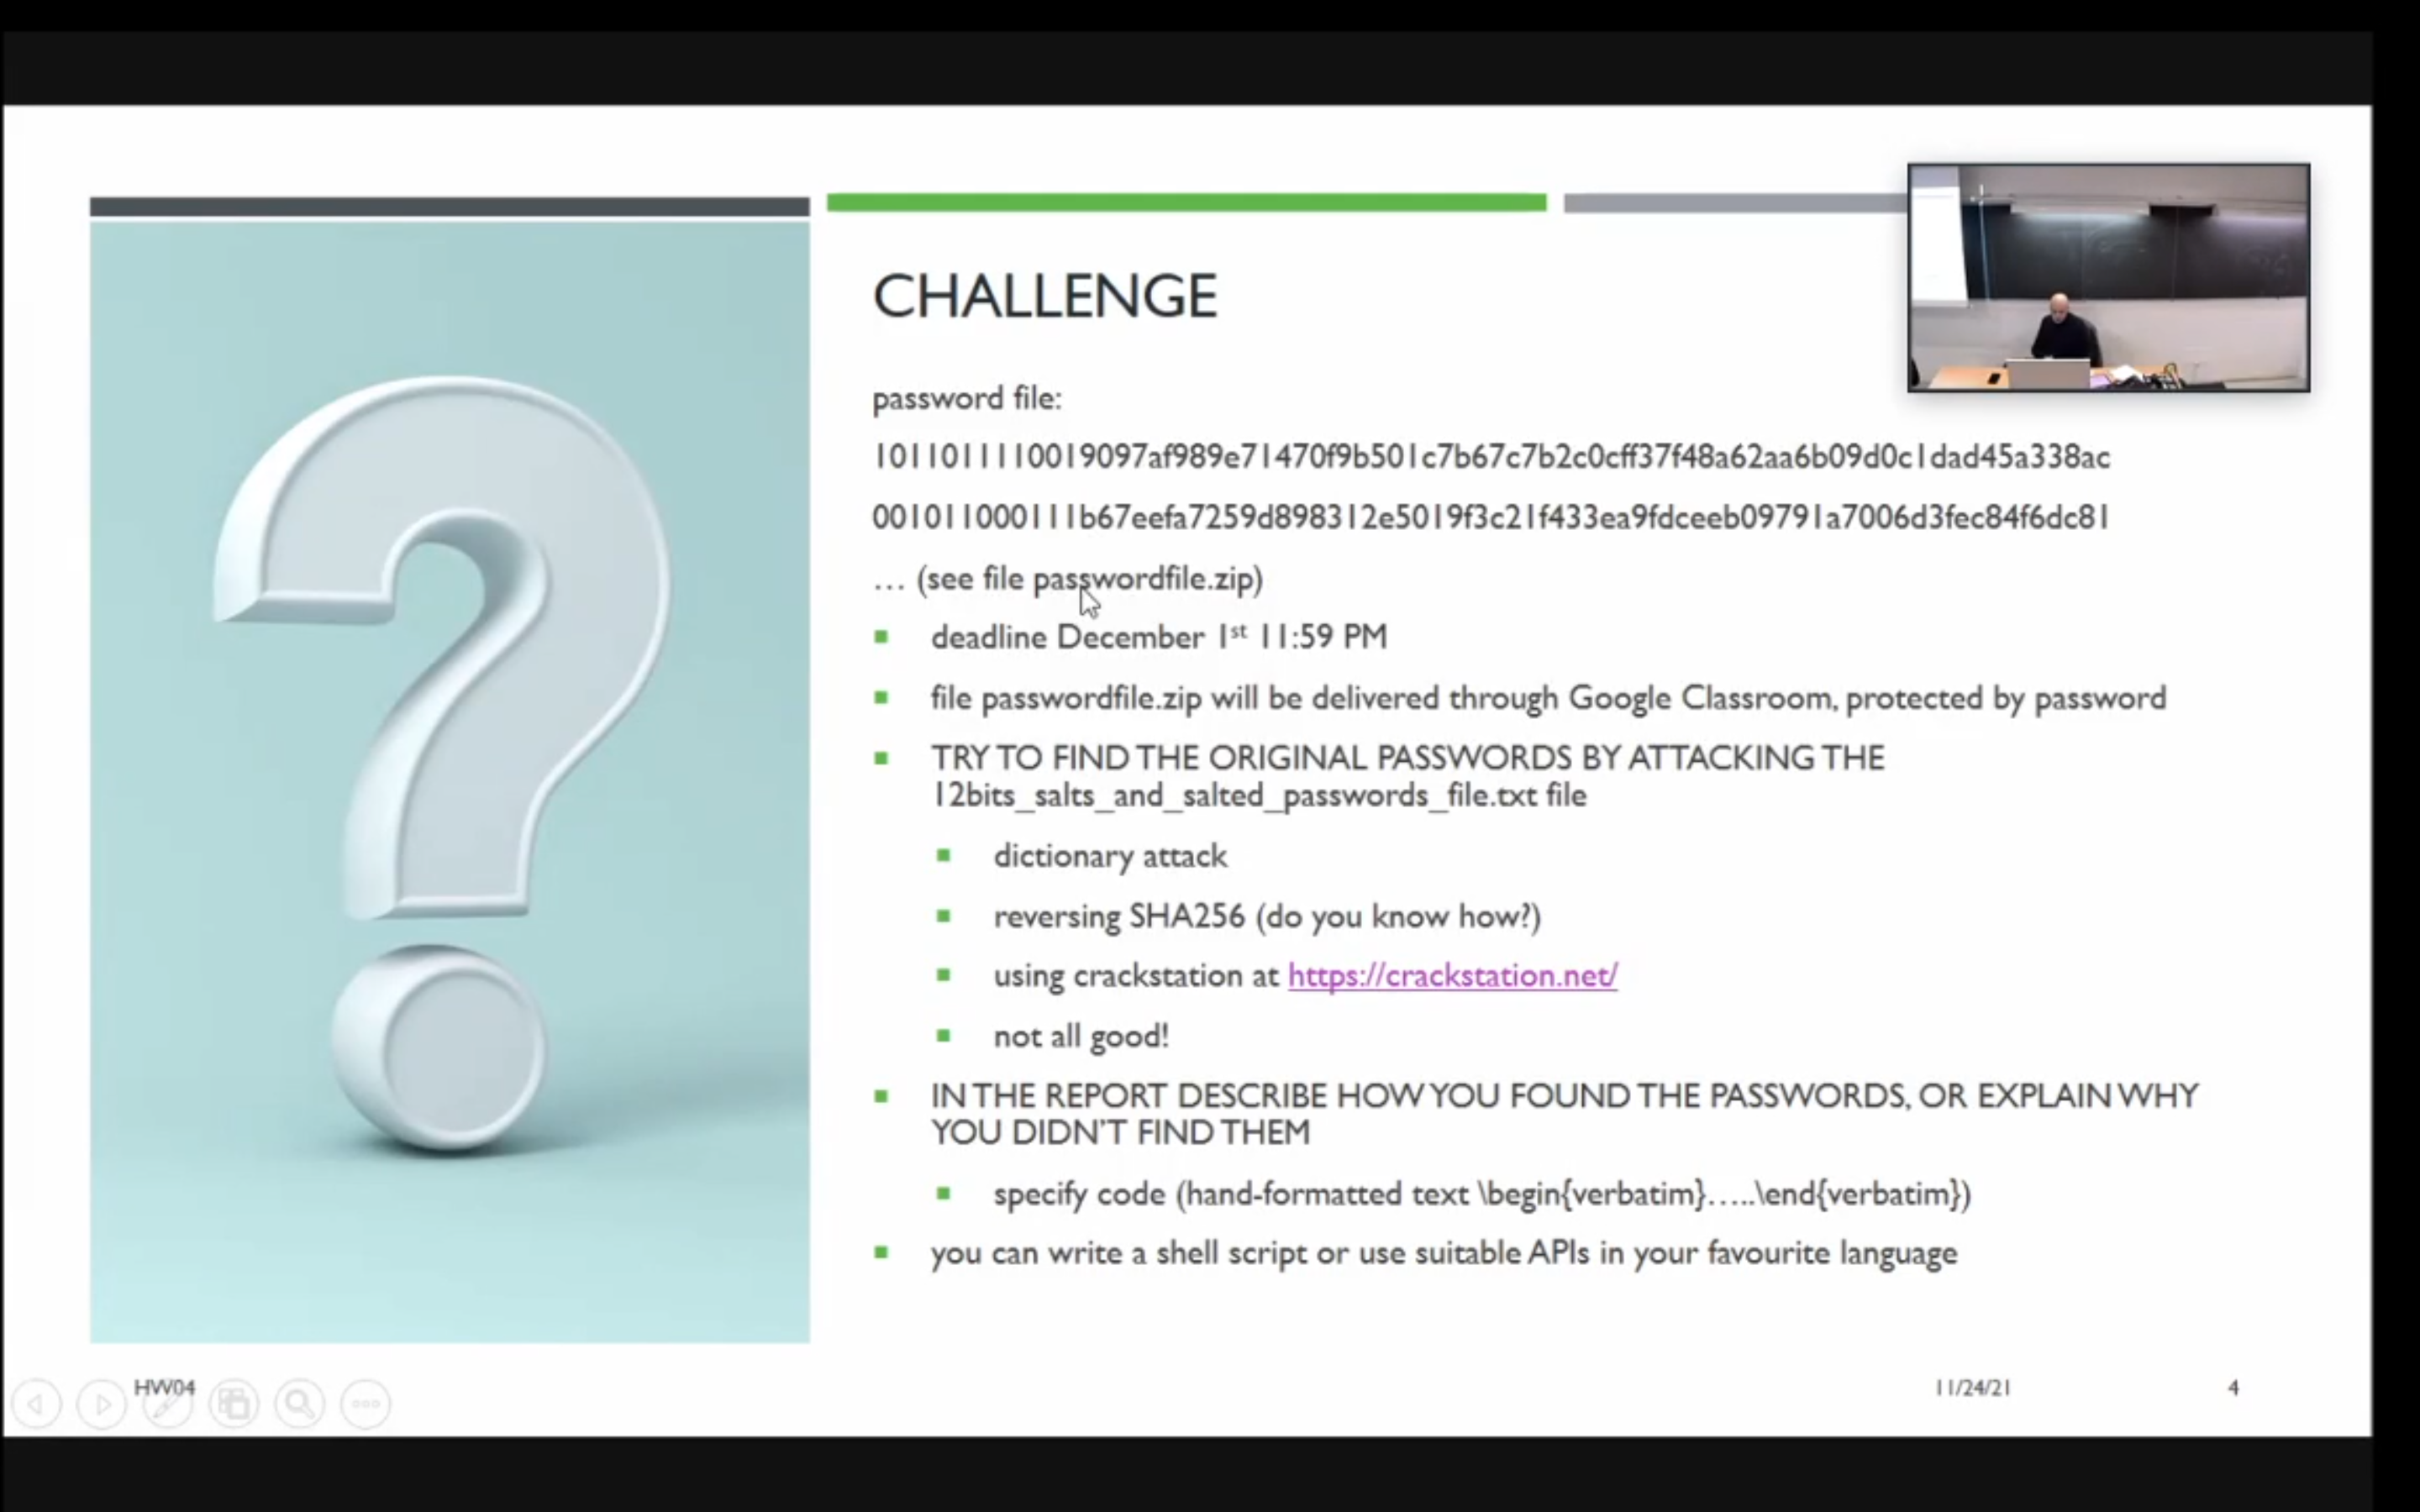 CHALLENGE
password file:
1011011110019097af989e71470f9b501c7b67c7b2c0cff37f48a62aa6b09d0c1dad45a338ac
001011000111b67eefa7259d898312e5019f3c21f433ea9fdceeb09791a7006d3fec84f6dc81
… (see file passwordfile.zip)
deadline December 1st 11:59 PM
file passwordfile.zip will be delivered through Google Classroom, protected by password
TRY TO FIND THE ORIGINAL PASSWORDS BY ATTACKING THE
12bits_salts_and_salted_passwords_file.txt file
dictionary attack
reversing SHA256 (do you know how?)
using crackstation at https://crackstation.net/
not all good!
IN THE REPORT DESCRIBE HOW YOU FOUND THE PASSWORDS, OR EXPLAIN WHY
YOU DIDN'T FIND THEM
specify code (hand-formatted text \begin{verbatim}…..\end{verbatim})
you can write a shell script or use suitable APIs in your favourite language
HW04
11/24/21
4